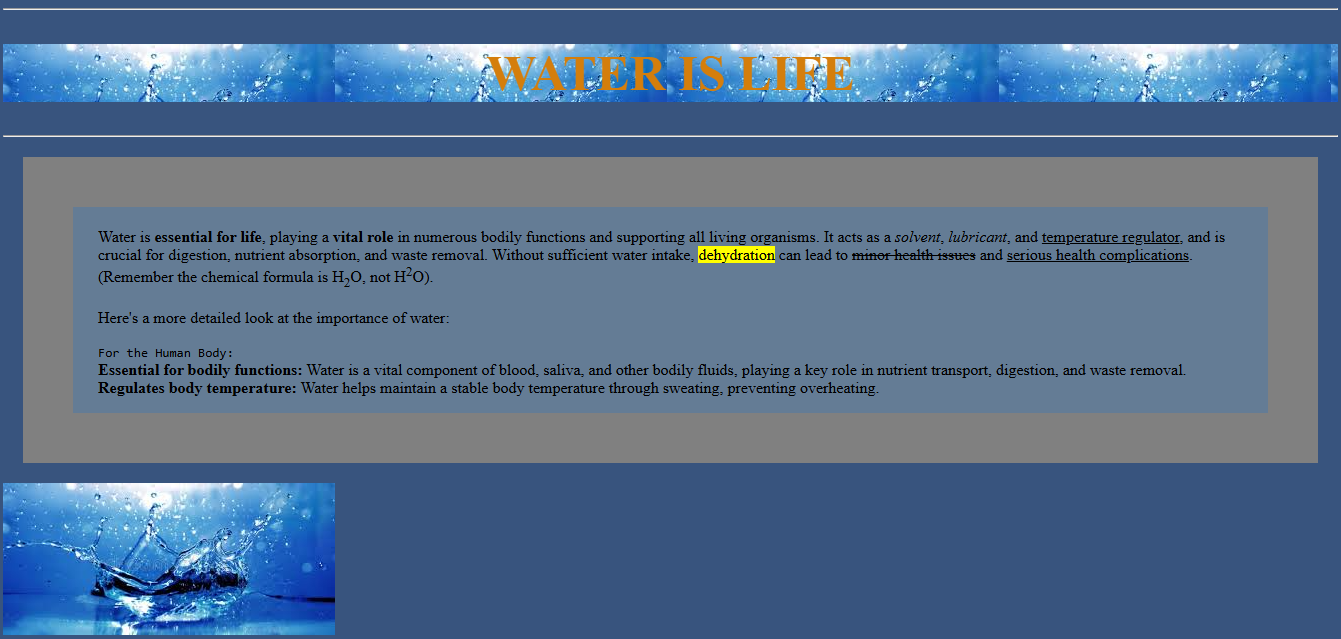 WATER IS LIFE
Water is essential for life, playing a vital role in numerous bodily functions and supporting all living organisms. It acts as a solvent, lubricant, and temperature regulator, and is
crucial for digestion, nutrient absorption, and waste removal. Without sufficient water intake, dehydration can lead to minor health issues and serious health complications.
(Remember the chemical formula is H₂O, not H²O).
Here's a more detailed look at the importance of water:
For the Human Body:
Essential for bodily functions: Water is a vital component of blood, saliva, and other bodily fluids, playing a key role in nutrient transport, digestion, and waste removal.
Regulates body temperature: Water helps maintain a stable body temperature through sweating, preventing overheating.